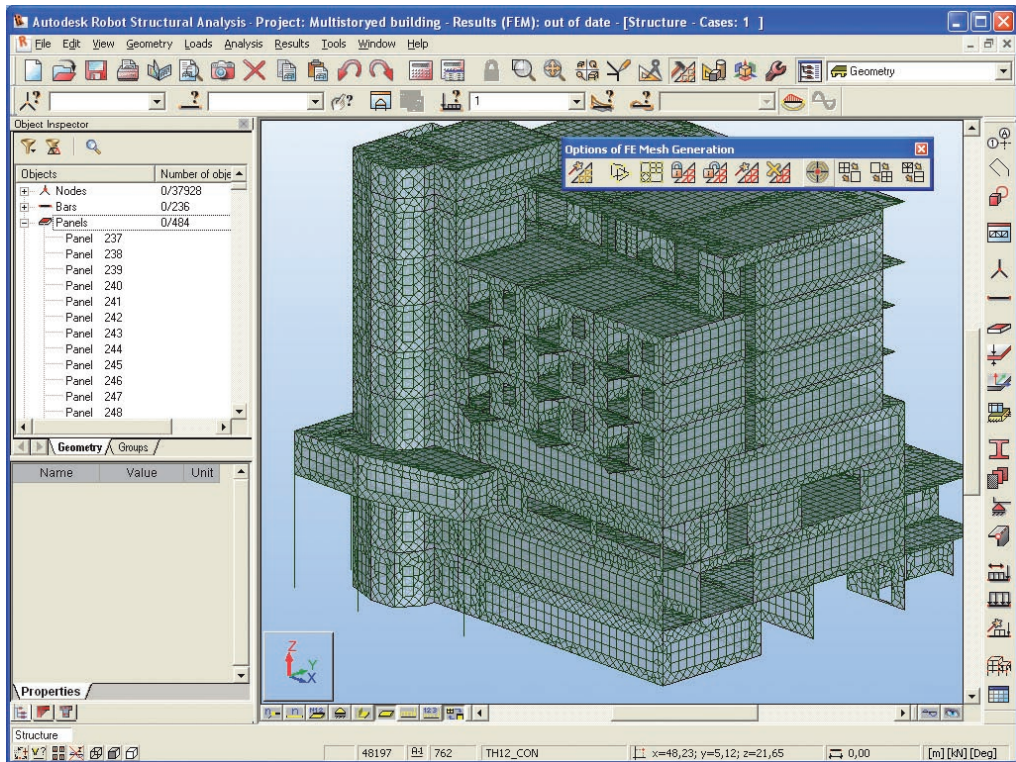 Autodesk Robot Structural Analysis - Project: Multistoryed building - Results (FEM): out of date - [Structure - Cases: 1 ]
File Edit View Geometry Loads Analysis Results Tools Window Help
Geometry
1
Object Inspector
Options of FE Mesh Generation
Objects Number of obje
Nodes 0/37928
Bars 0/236
Panels 0/484
Panel 237
Panel 238
Panel 239
Panel 240
Panel 241
Panel 242
Panel 243
Panel 244
Panel 245
Panel 246
Panel 247
Panel 248
Geometry Groups
Name Value Unit
Z
Y
X
Properties
Structure
48197 762 TH12_CON x=48,23; y=5,12; z=21,65 0,00 [m] [kN] [Deg]